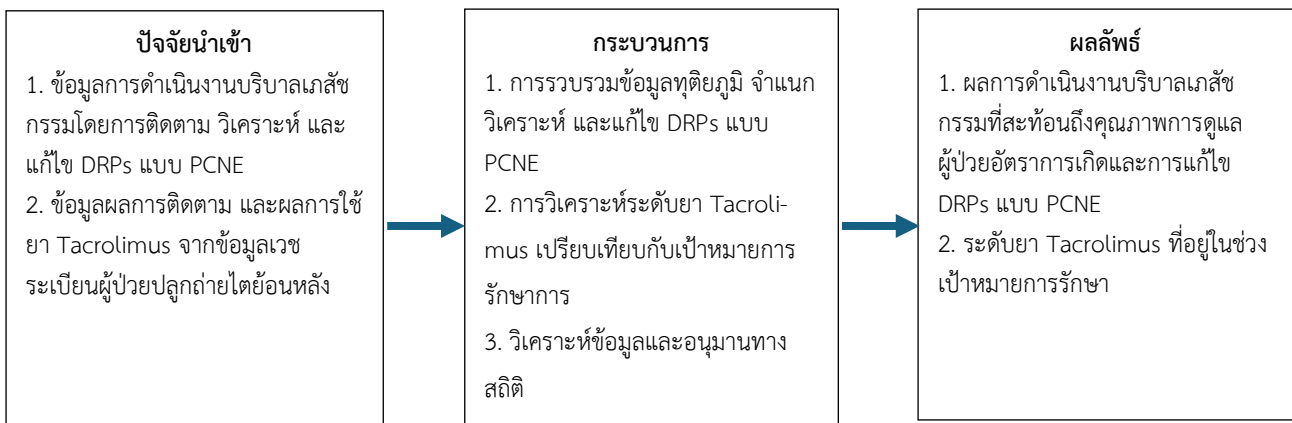 ปัจจัยนำเข้า
1. ข้อมูลการดำเนินงานบริบาลเภสัช
กรรมโดยการติดตาม วิเคราะห์ และ
แก้ไข DRPs แบบ PCNE
2. ข้อมูลผลการติดตาม และผลการใช้
ยา Tacrolimus จากข้อมูลเวช
ระเบียนผู้ป่วยปลูกถ่ายไตย้อนหลัง
กระบวนการ
1. การรวบรวมข้อมูลทุติยภูมิ จำแนก
วิเคราะห์ และแก้ไข DRPs แบบ
PCNE
2. การวิเคราะห์ระดับยา Tacroli-
mus เปรียบเทียบกับเป้าหมายการ
รักษาการ
3. วิเคราะห์ข้อมูลและอนุมานทาง
สถิติ
ผลลัพธ์
1. ผลการดำเนินงานบริบาลเภสัช
กรรมที่สะท้อนถึงคุณภาพการดูแล
ผู้ป่วยอัตราการเกิดและการแก้ไข
DRPs แบบ PCNE
2. ระดับยา Tacrolimus ที่อยู่ในช่วง
เป้าหมายการรักษา